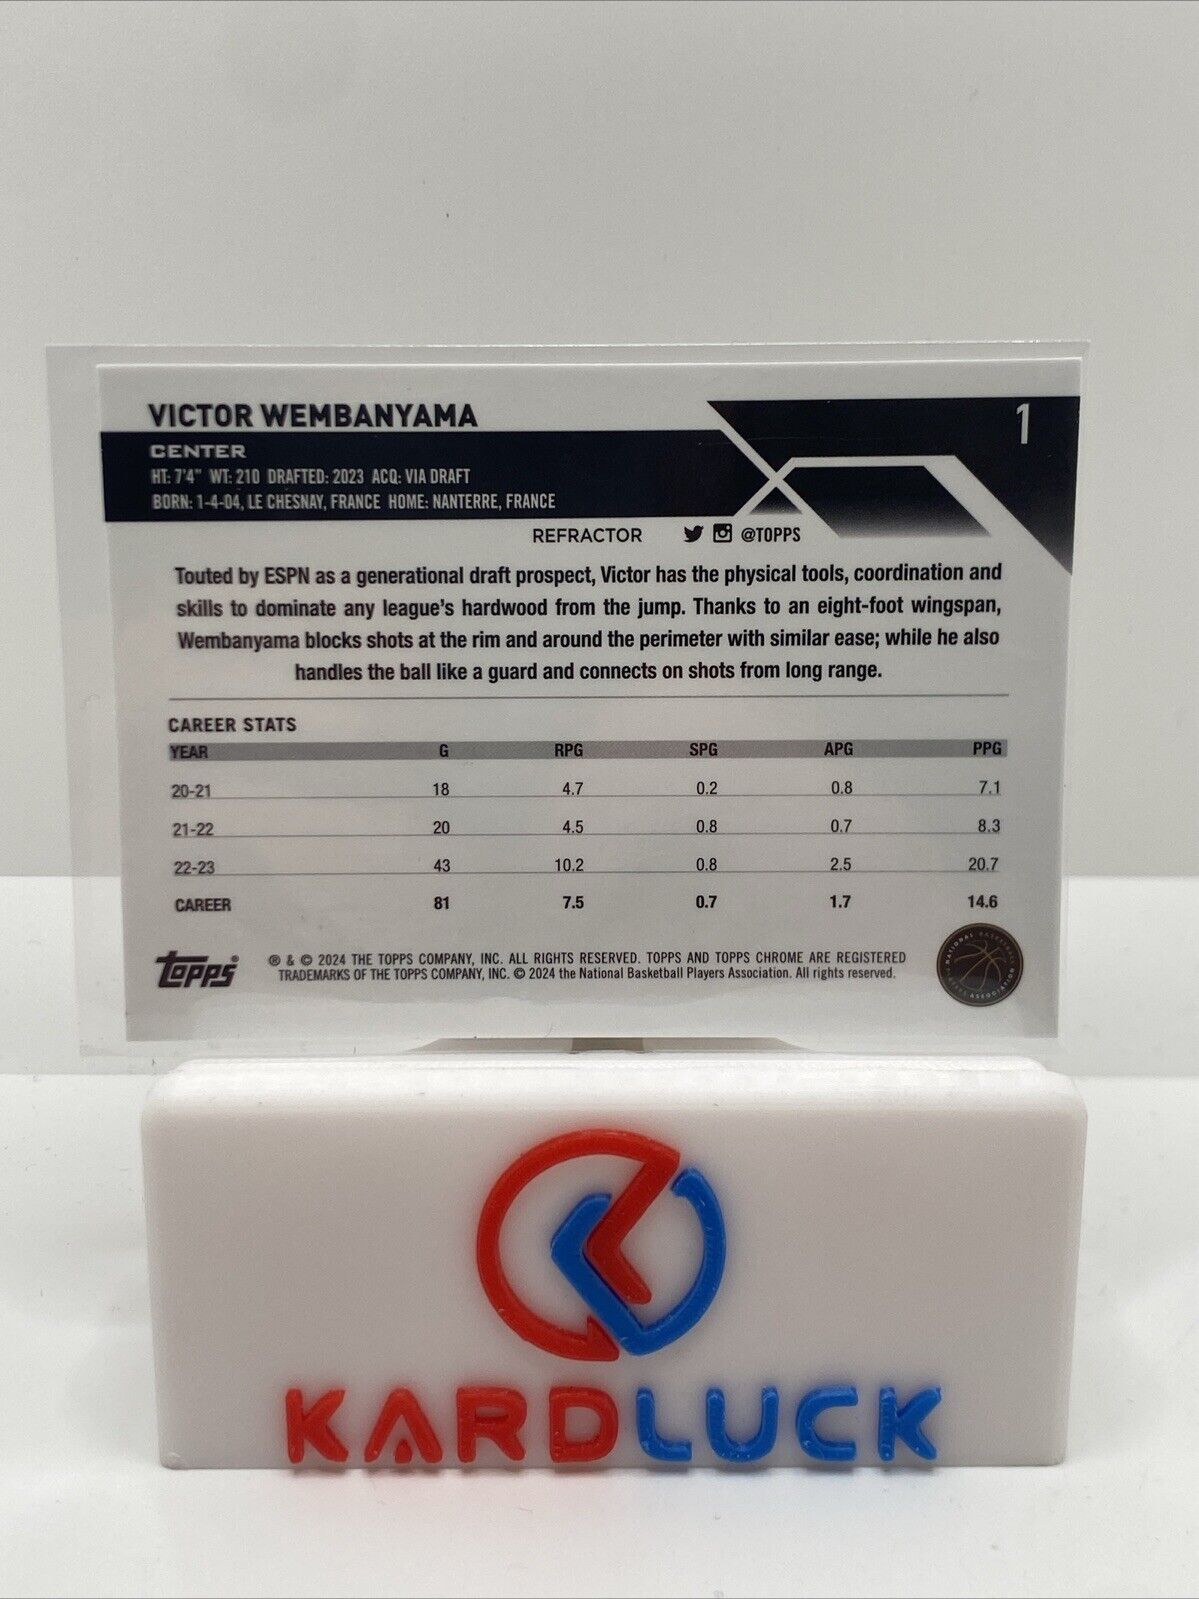 VICTOR WEMBANYAMA
1
CENTER
HT: 7'4" WT: 210 DRAFTED: 2023 ACQ: VIA DRAFT
BORN: 1-4-04, LE CHESNAY, FRANCE HOME: NANTERRE, FRANCE
REFRACTOR @TOPPS
Touted by ESPN as a generational draft prospect, Victor has the physical tools, coordination and
skills to dominate any league's hardwood from the jump. Thanks to an eight-foot wingspan,
Wembanyama blocks shots at the rim and around the perimeter with similar ease; while he also
handles the ball like a guard and connects on shots from long range.
CAREER STATS
YEAR G RPG SPG APG PPG
20-21 18 4.7 0.2 0.8 7.1
21-22 20 4.5 0.8 0.7 8.3
22-23 43 10.2 0.8 2.5 20.7
CAREER 81 7.5 0.7 1.7 14.6
Topps®
® & © 2024 THE TOPPS COMPANY, INC. ALL RIGHTS RESERVED. TOPPS AND TOPPS CHROME ARE REGISTERED
TRADEMARKS OF THE TOPPS COMPANY, INC. © 2024 the National Basketball Players Association. All rights reserved.
NATIONAL BASKETBALL
PLAYERS ASSOCIATION
KARDLUCK